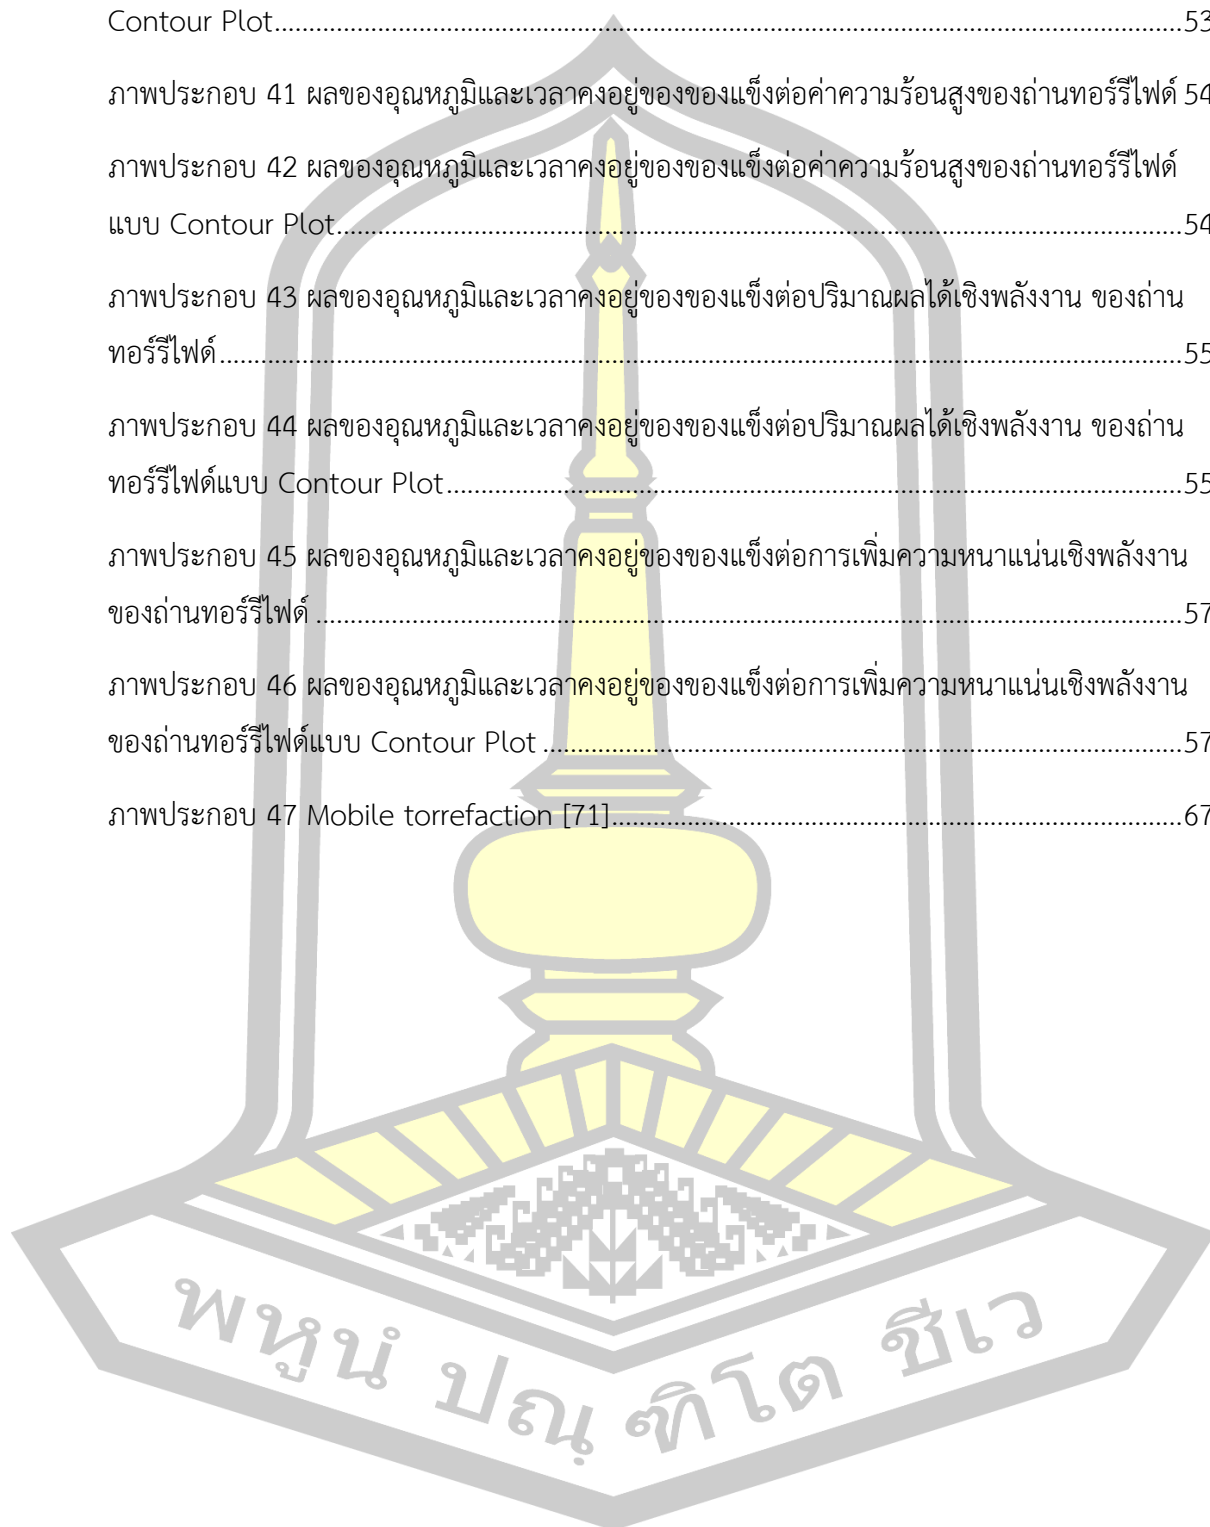 Contour Plot.....................................................................................................................................53
ภาพประกอบ 41 ผลของอุณหภูมิและเวลาคงอยู่ของของแข็งต่อค่าความร้อนสูงของถ่านทอร์รีไฟด์ 54
ภาพประกอบ 42 ผลของอุณหภูมิและเวลาคงอยู่ของของแข็งต่อค่าความร้อนสูงของถ่านทอร์รีไฟด์
แบบ Contour Plot...........................................................................................................................54
ภาพประกอบ 43 ผลของอุณหภูมิและเวลาคงอยู่ของของแข็งต่อปริมาณผลได้เชิงพลังงาน ของถ่าน
ทอร์รีไฟด์.............................................................................................................................................55
ภาพประกอบ 44 ผลของอุณหภูมิและเวลาคงอยู่ของของแข็งต่อปริมาณผลได้เชิงพลังงาน ของถ่าน
ทอร์รีไฟด์แบบ Contour Plot...........................................................................................................55
ภาพประกอบ 45 ผลของอุณหภูมิและเวลาคงอยู่ของของแข็งต่อการเพิ่มความหนาแน่นเชิงพลังงาน
ของถ่านทอร์รีไฟด์ ..............................................................................................................................57
ภาพประกอบ 46 ผลของอุณหภูมิและเวลาคงอยู่ของของแข็งต่อการเพิ่มความหนาแน่นเชิงพลังงาน
ของถ่านทอร์รีไฟด์แบบ Contour Plot .............................................................................................57
ภาพประกอบ 47 Mobile torrefaction [71]...................................................................................67
พหูนํ ปณฺฑิโต ชีเว